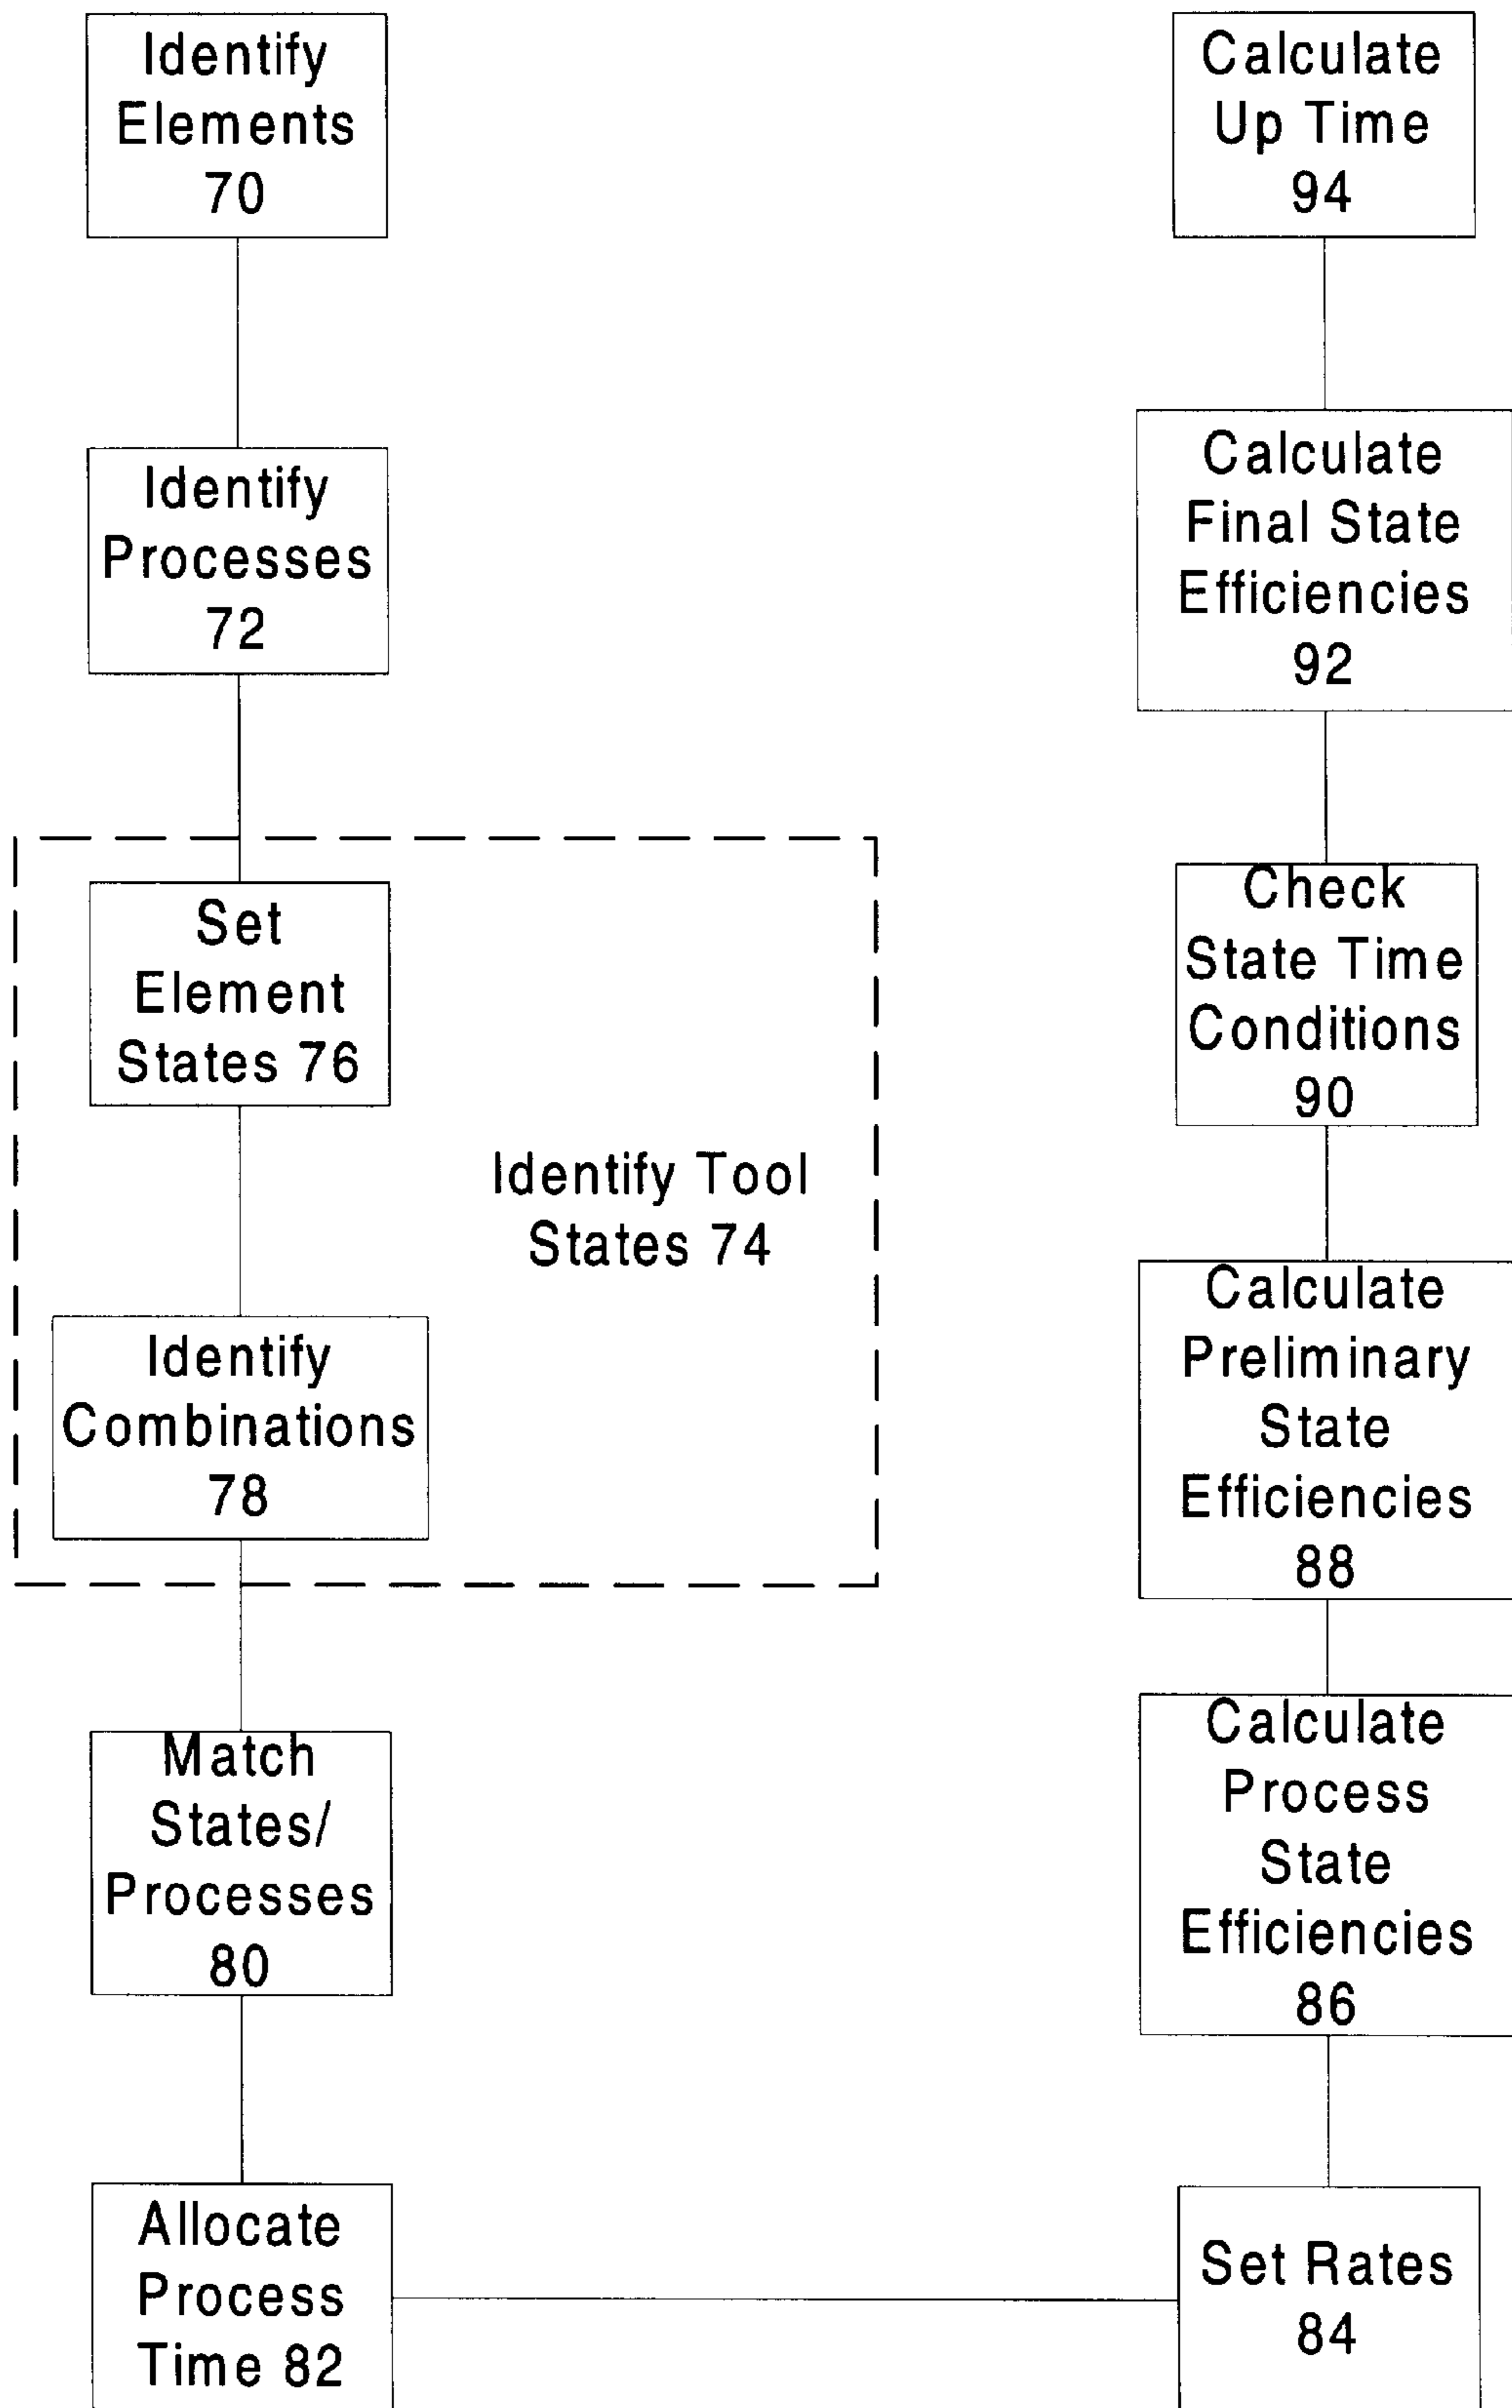 Identify
Elements
70
Identify
Processes
72
Set
Element
States 76
Identify Tool
States 74
Identify
Combinations
78
Match
States/
Processes
80
Allocate
Process
Time 82
Set Rates
84
Calculate
Process
State
Efficiencies
86
Calculate
Preliminary
State
Efficiencies
88
Check
State Time
Conditions
90
Calculate
Final State
Efficiencies
92
Calculate
Up Time
94